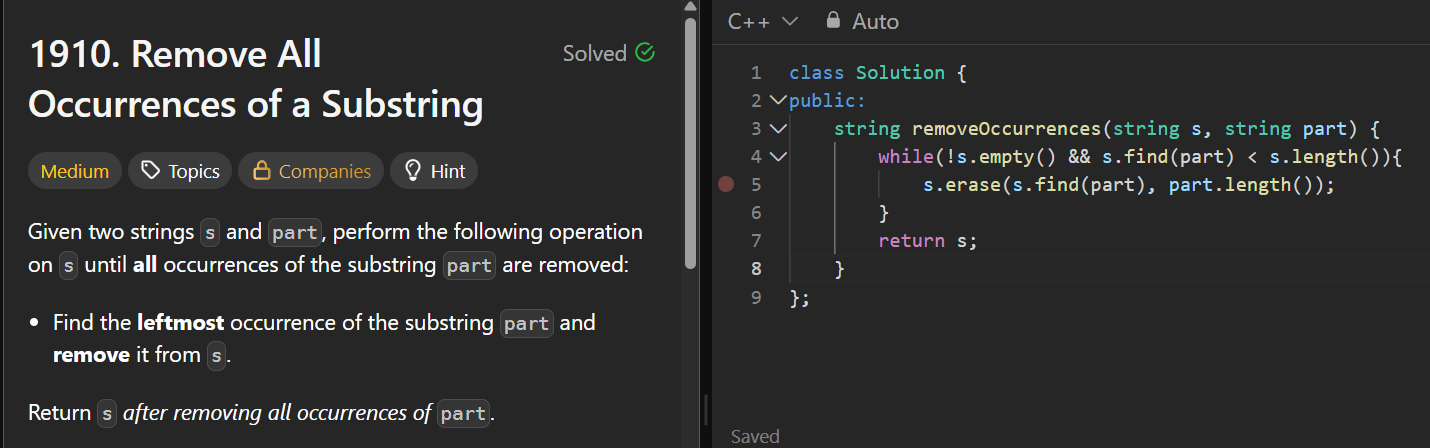 1910. Remove All
Occurrences of a Substring
Solved
Medium
Topics
Companies
Hint
Given two strings s and part, perform the following operation
on s until all occurrences of the substring part are removed:
• Find the leftmost occurrence of the substring part and
remove it from s.
Return s after removing all occurrences of part.
C++
Auto
1 class Solution {
2 public:
3     string removeOccurrences(string s, string part) {
4         while(!s.empty() && s.find(part) < s.length()){
5             s.erase(s.find(part), part.length());
6         }
7         return s;
8     }
9 };
Saved